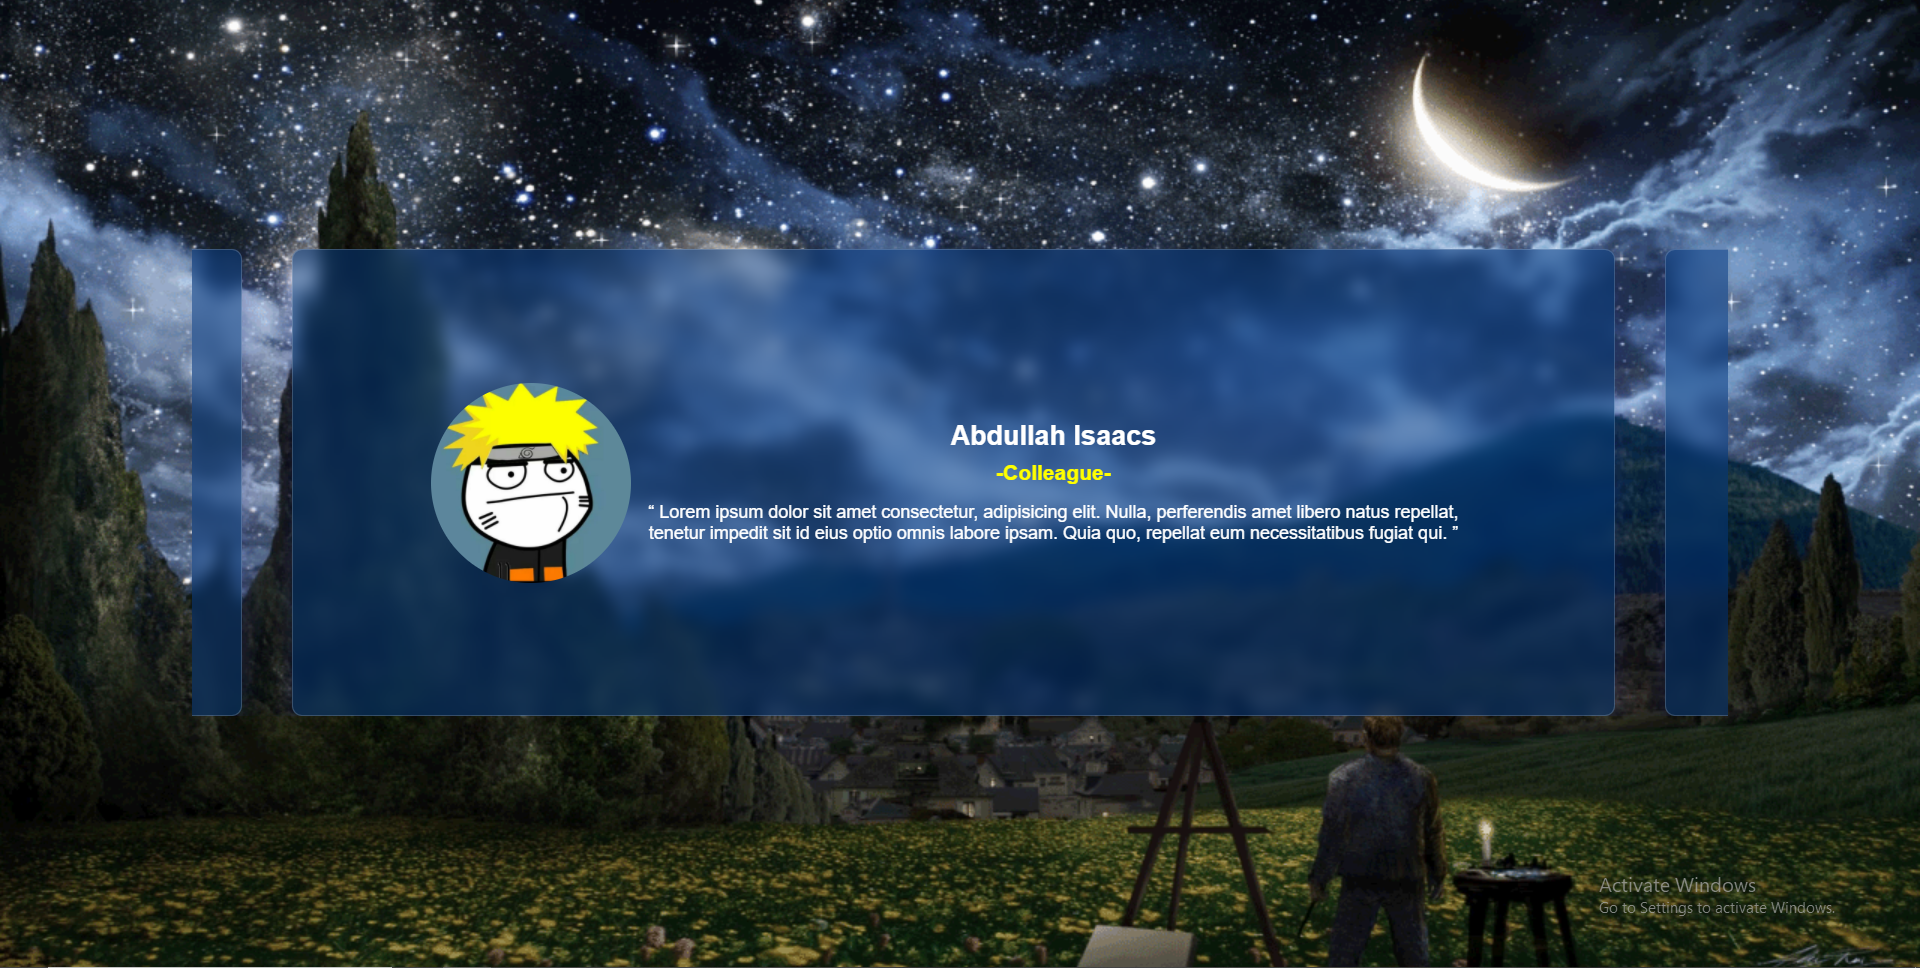 Abdullah Isaacs
-Colleague-
“ Lorem ipsum dolor sit amet consectetur, adipisicing elit. Nulla, perferendis amet libero natus repellat,
tenetur impedit sit id eius optio omnis labore ipsam. Quia quo, repellat eum necessitatibus fugiat qui. ”
Activate Windows
Go to Settings to activate Windows.